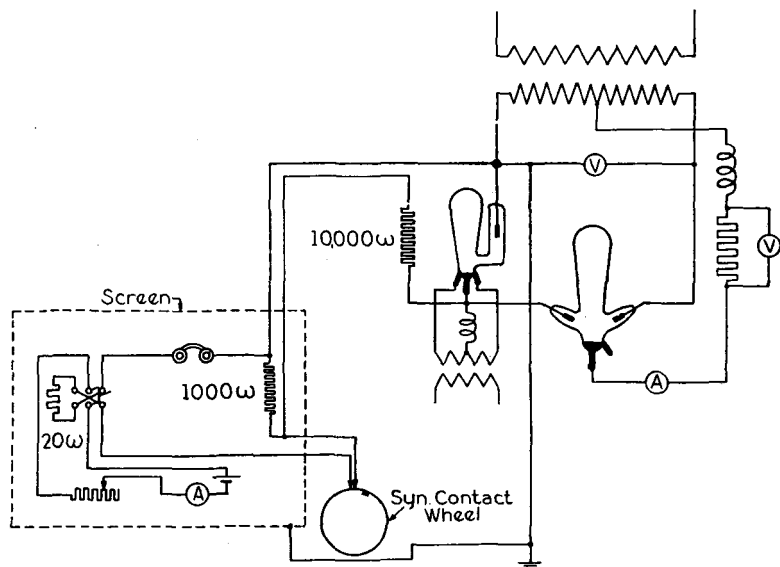 V
10,000ω
V
Screen
1000ω
A
20ω
A
Syn. Contact
Wheel